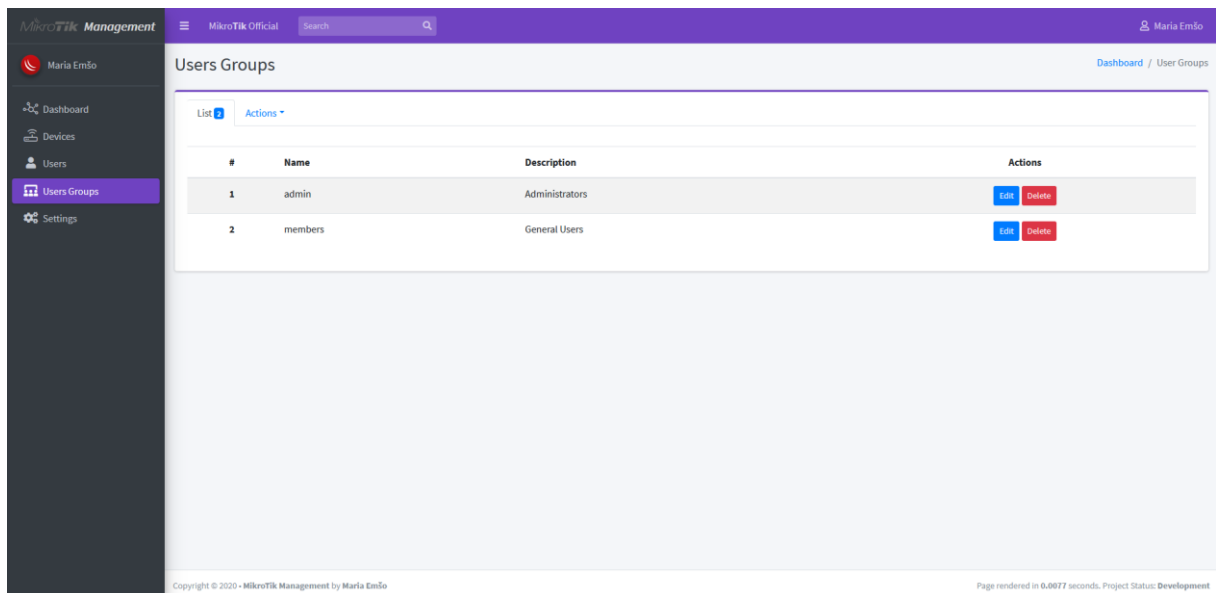 MikroTik Management
MikroTik Official
Search
Maria Emšo
Maria Emšo
Dashboard
Devices
Users
Users Groups
Settings
Users Groups
Dashboard / User Groups
List 2
Actions
# Name Description Actions
1 admin Administrators Edit Delete
2 members General Users Edit Delete
Copyright © 2020 - MikroTik Management by Maria Emšo
Page rendered in 0.0077 seconds. Project Status: Development